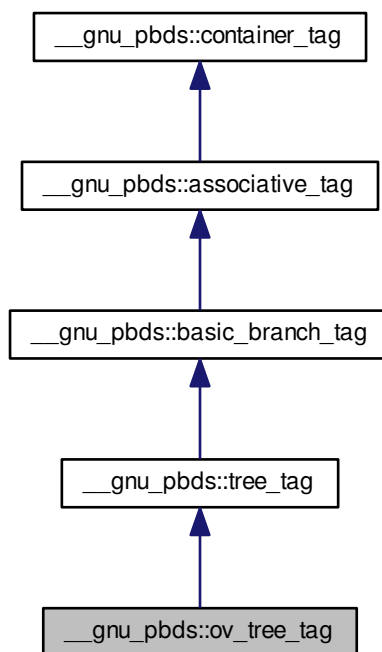 __gnu_pbds::container_tag
__gnu_pbds::associative_tag
__gnu_pbds::basic_branch_tag
__gnu_pbds::tree_tag
__gnu_pbds::ov_tree_tag